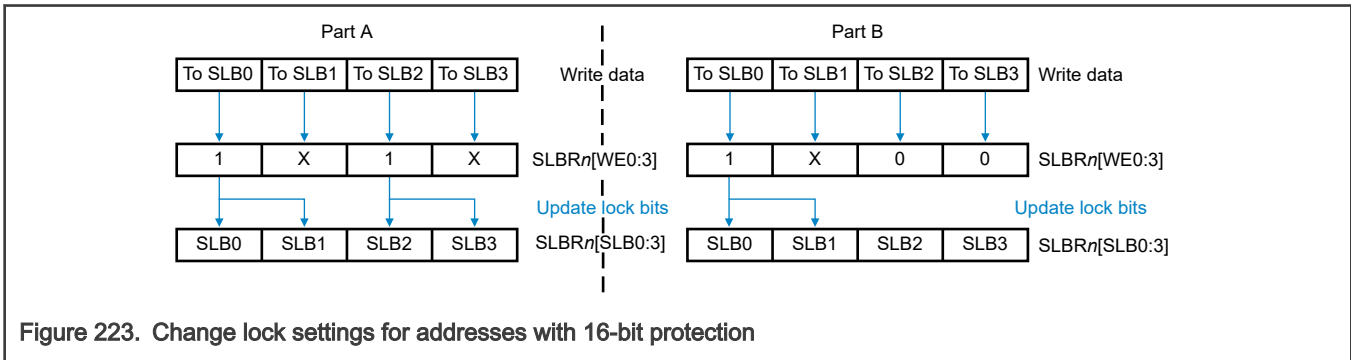 Part A
To SLB0 To SLB1 To SLB2 To SLB3 Write data
1 X 1 X SLBRn[WE0:3]
Update lock bits
SLB0 SLB1 SLB2 SLB3 SLBRn[SLB0:3]
Part B
To SLB0 To SLB1 To SLB2 To SLB3 Write data
1 X 0 0 SLBRn[WE0:3]
Update lock bits
SLB0 SLB1 SLB2 SLB3 SLBRn[SLB0:3]
Figure 223. Change lock settings for addresses with 16-bit protection